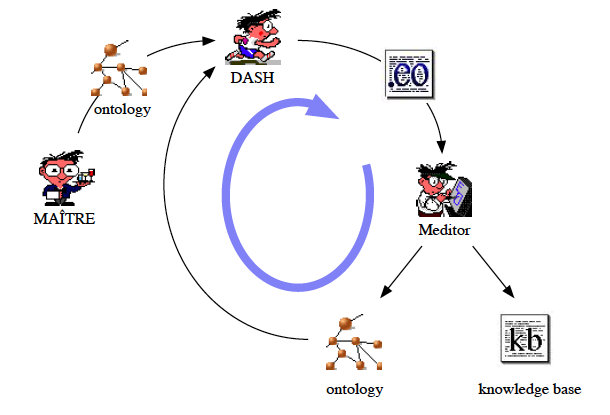 DASH
ontology
.eo
MAÎTRE
Meditor
kb
ontology
knowledge base